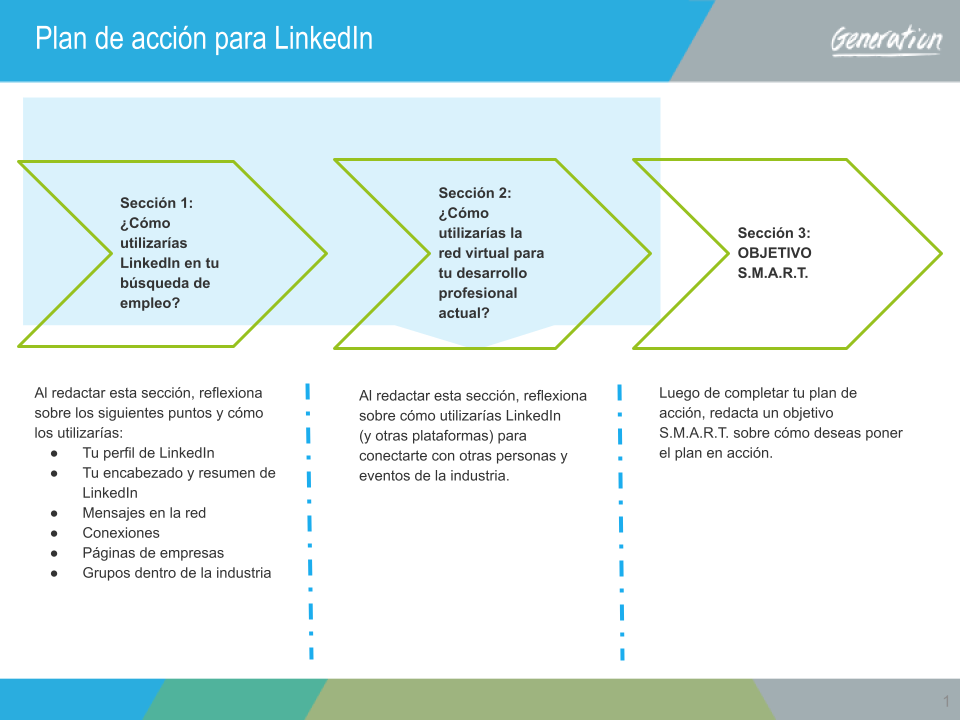 Plan de acción para LinkedIn
Generation
Sección 1:
¿Cómo
utilizarías
LinkedIn en tu
búsqueda de
empleo?
Sección 2:
¿Cómo
utilizarías la
red virtual para
tu desarrollo
profesional
actual?
Sección 3:
OBJETIVO
S.M.A.R.T.
Al redactar esta sección, reflexiona
sobre los siguientes puntos y cómo
los utilizarías:
● Tu perfil de LinkedIn
● Tu encabezado y resumen de
LinkedIn
● Mensajes en la red
● Conexiones
● Páginas de empresas
● Grupos dentro de la industria
Al redactar esta sección, reflexiona
sobre cómo utilizarías LinkedIn
(y otras plataformas) para
conectarte con otras personas y
eventos de la industria.
Luego de completar tu plan de
acción, redacta un objetivo
S.M.A.R.T. sobre cómo deseas poner
el plan en acción.
1